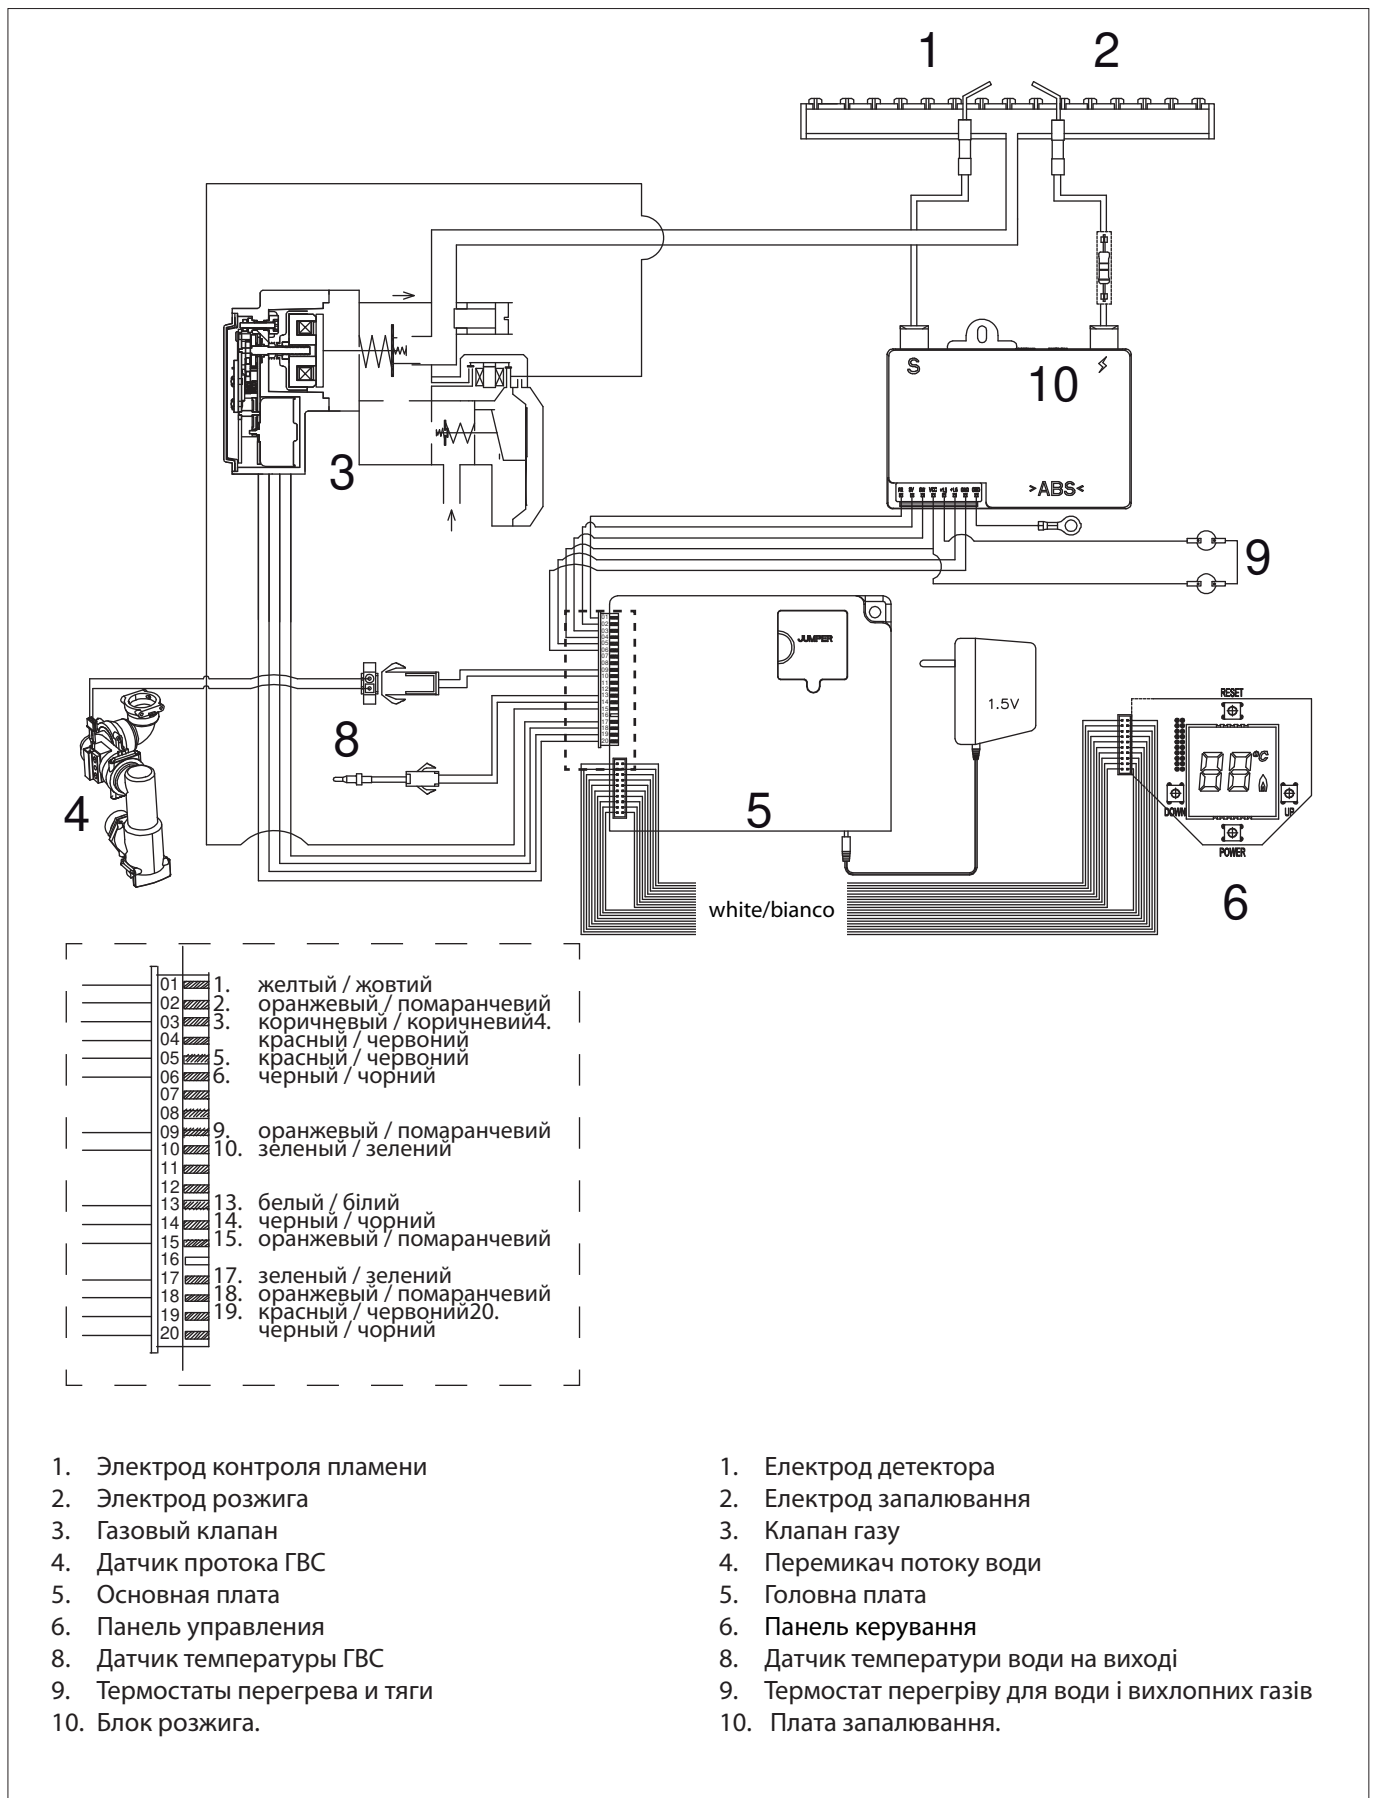 1
2
S
10
>ABS<
3
9
JUMPER
1.5V
RESET
°C
DOWN
UP
POWER
8
4
5
6
white/bianco
01 1. желтый / жовтий
02 2. оранжевый / помаранчевий
03 3. коричневый / коричневий4.
04 красный / червоний
05 5. красный / червоний
06 6. черный / чорний
07
08
09 9. оранжевый / помаранчевий
10 10. зеленый / зелений
11
12
13 13. белый / білий
14 14. черный / чорний
15 15. оранжевый / помаранчевий
16
17 17. зеленый / зелений
18 18. оранжевый / помаранчевий
19 19. красный / червоний20.
20 черный / чорний
1. Электрод контроля пламени
2. Электрод розжига
3. Газовый клапан
4. Датчик протока ГВС
5. Основная плата
6. Панель управления
8. Датчик температуры ГВС
9. Термостаты перегрева и тяги
10. Блок розжига.
1. Електрод детектора
2. Електрод запалювання
3. Клапан газу
4. Перемикач потоку води
5. Головна плата
6. Панель керування
8. Датчик температури води на виході
9. Термостат перегріву для води і вихлопних газів
10. Плата запалювання.